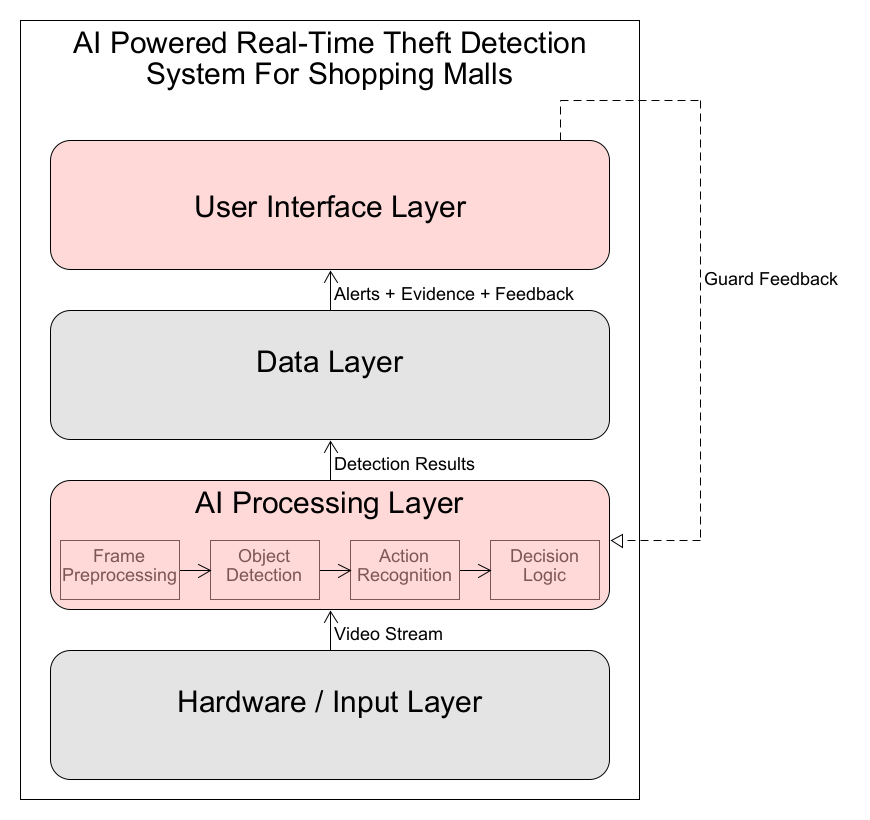 AI Powered Real-Time Theft Detection
System For Shopping Malls
User Interface Layer
Guard Feedback
Alerts + Evidence + Feedback
Data Layer
Detection Results
AI Processing Layer
Frame
Preprocessing
Object
Detection
Action
Recognition
Decision
Logic
Video Stream
Hardware / Input Layer